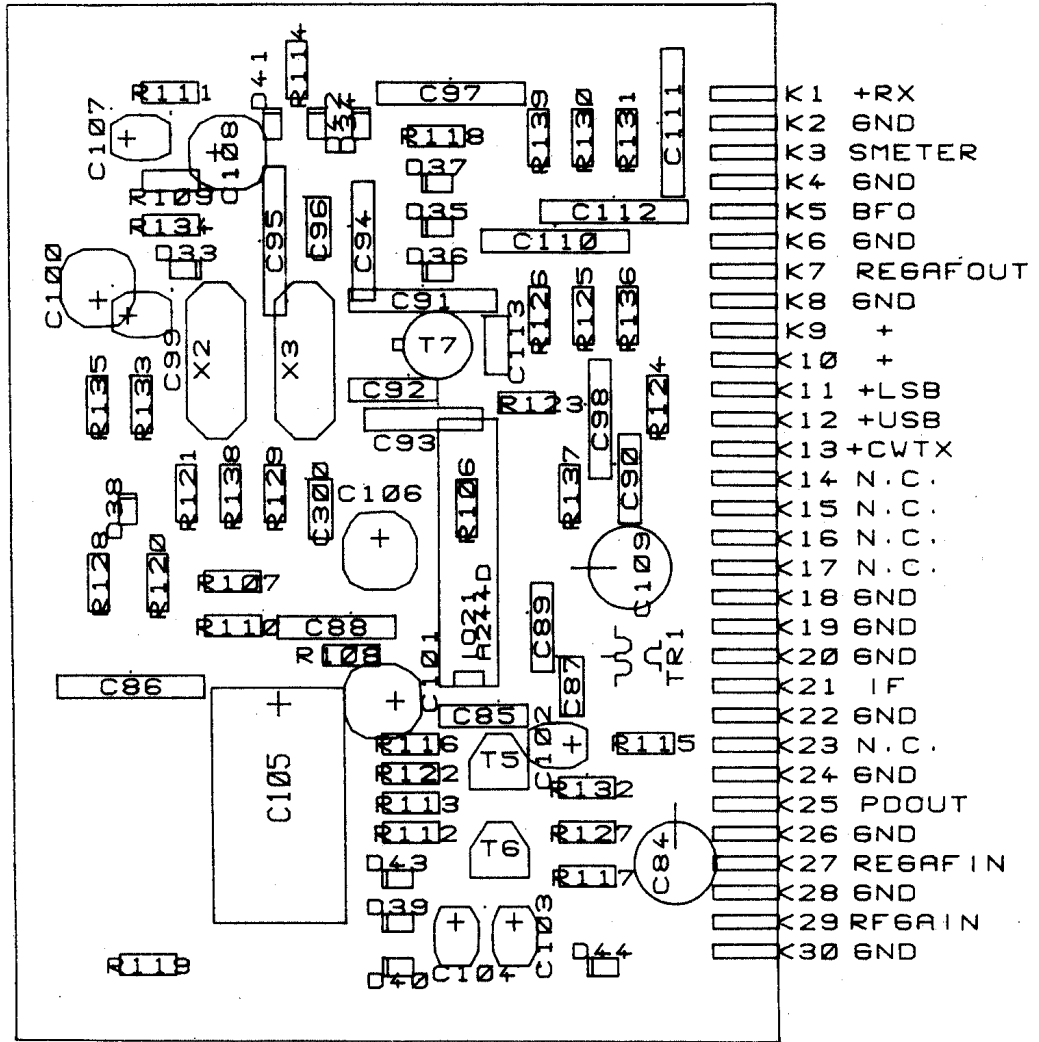 R114
D41
R111
C97
C107
C108
R118
R139
R130
R131
C111
D37
R109
R134
C95
C96
C94
D35
C112
C110
D33
D36
C100
C91
R126
R125
R136
C99
X2
X3
T7
C113
R135
R133
C92
R123
C98
R124
C93
R121
R138
R129
C300
C106
R106
R137
C90
D38
R128
R120
R107
C109
R110
C88
LO21
A244D
C89
R108
C101
TR1
C86
C87
C85
C102
R116
T5
R115
C105
R122
R132
R113
R112
T6
R127
C84
D43
R117
D39
C103
D44
R119
D40
C104
K1 +RX
K2 GND
K3 SMETER
K4 GND
K5 BFO
K6 GND
K7 REGAFOUT
K8 GND
K9 +
K10 +
K11 +LSB
K12 +USB
K13 +CWTX
K14 N.C.
K15 N.C.
K16 N.C.
K17 N.C.
K18 GND
K19 GND
K20 GND
K21 IF
K22 GND
K23 N.C.
K24 GND
K25 PDOUT
K26 GND
K27 REGAFIN
K28 GND
K29 RFGAIN
K30 GND